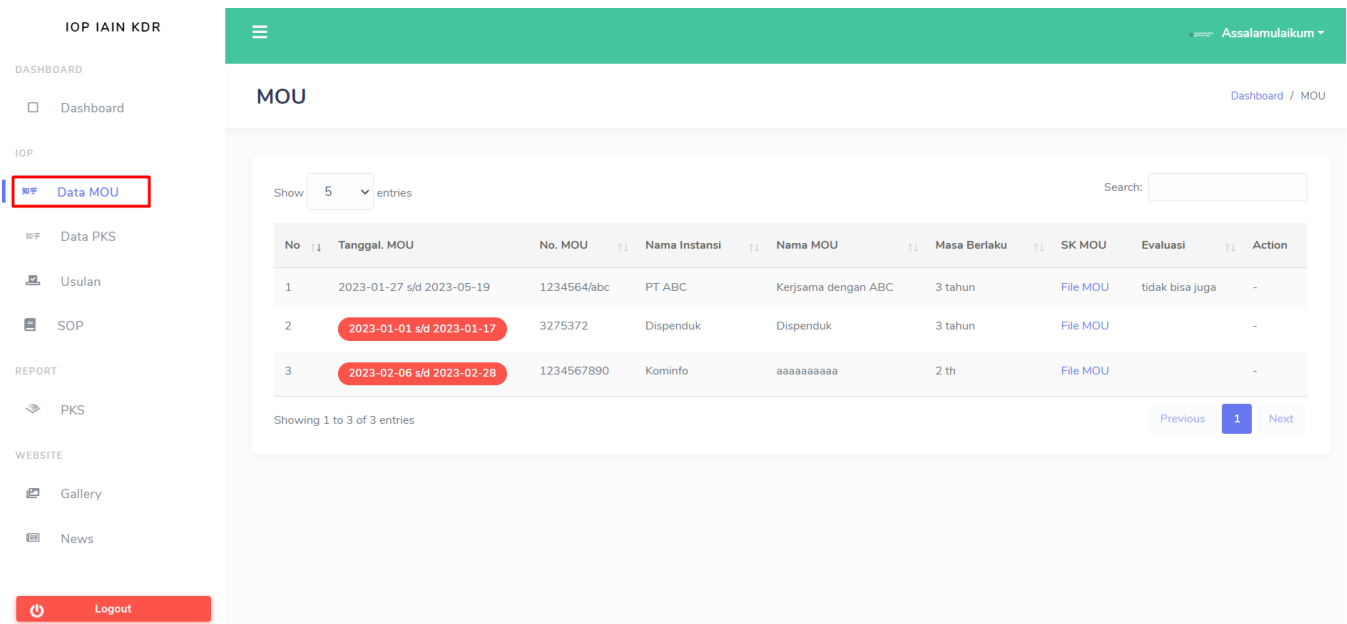 IOP IAIN KDR
Assalamulaikum
DASHBOARD
Dashboard
IOP
知乎 Data MOU
知乎 Data PKS
Usulan
SOP
REPORT
PKS
WEBSITE
Gallery
News
Logout
MOU
Dashboard / MOU
Show 5 entries
Search:
No Tanggal. MOU No. MOU Nama Instansi Nama MOU Masa Berlaku SK MOU Evaluasi Action
1 2023-01-27 s/d 2023-05-19 1234564/abc PT ABC Kerjsama dengan ABC 3 tahun File MOU tidak bisa juga -
2 2023-01-01 s/d 2023-01-17 3275372 Dispenduk Dispenduk 3 tahun File MOU -
3 2023-02-06 s/d 2023-02-28 1234567890 Kominfo aaaaaaaaaa 2 th File MOU -
Showing 1 to 3 of 3 entries
Previous 1 Next